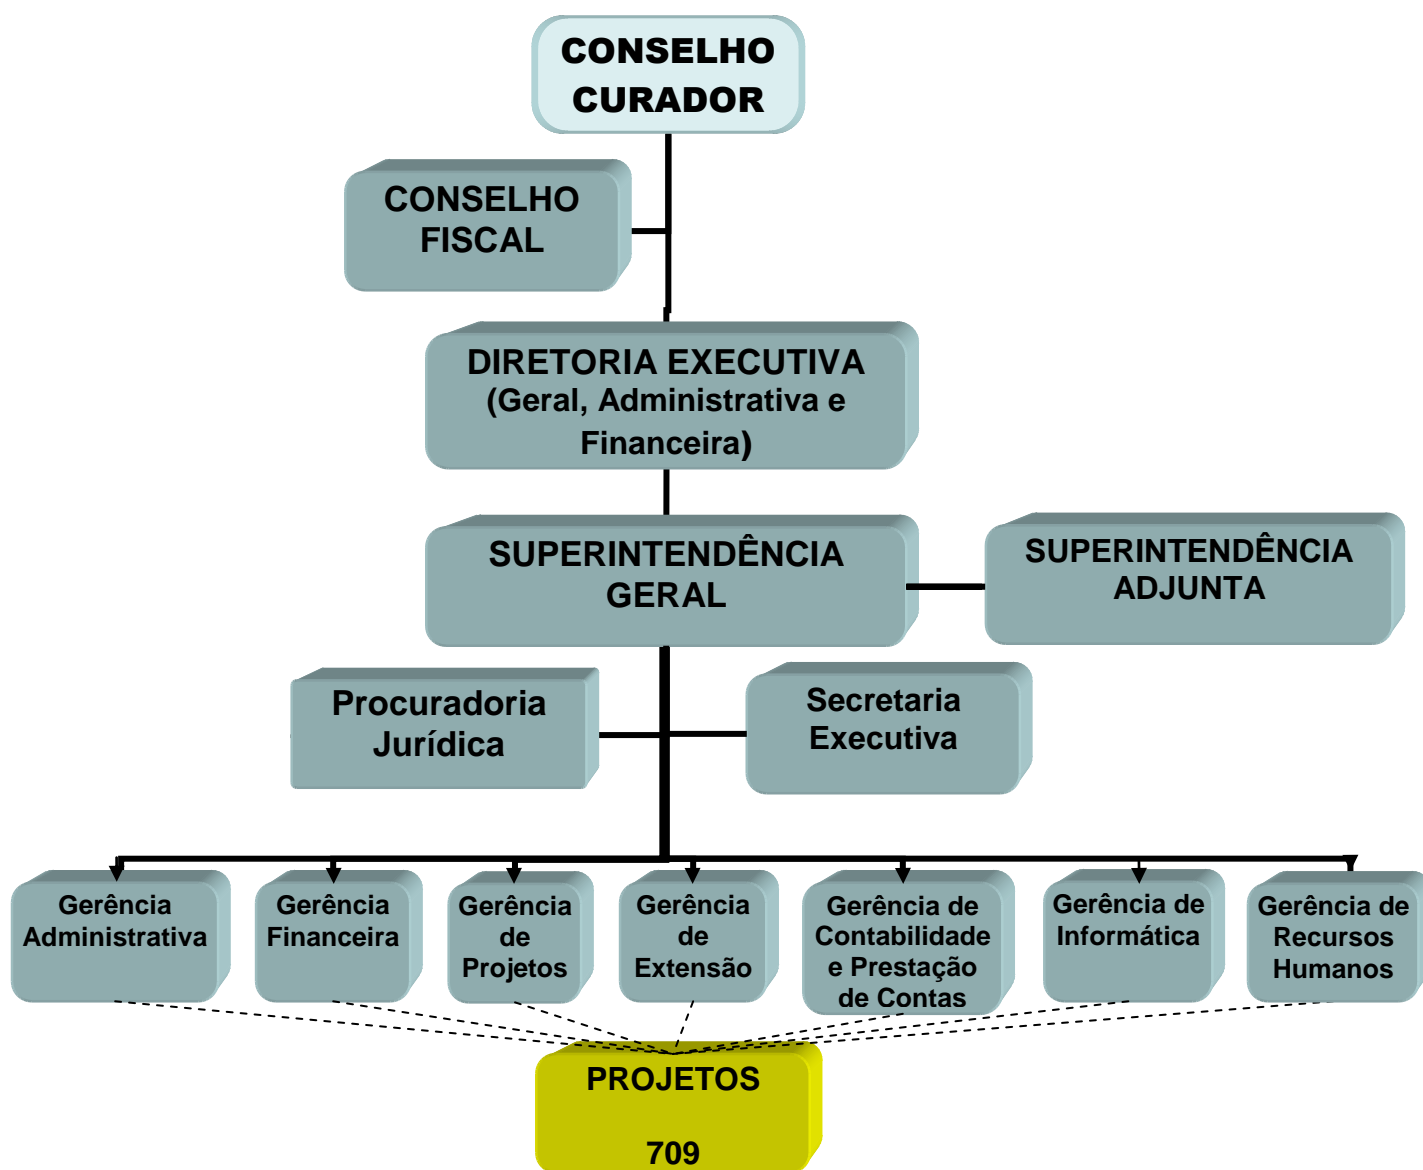 CONSELHO
CURADOR
CONSELHO
FISCAL
DIRETORIA EXECUTIVA
(Geral, Administrativa e
Financeira)
SUPERINTENDÊNCIA
GERAL
SUPERINTENDÊNCIA
ADJUNTA
Procuradoria
Jurídica
Secretaria
Executiva
Gerência
Administrativa
Gerência
Financeira
Gerência
de
Projetos
Gerência
de
Extensão
Gerência de
Contabilidade
e Prestação
de Contas
Gerência de
Informática
Gerência de
Recursos
Humanos
PROJETOS
709